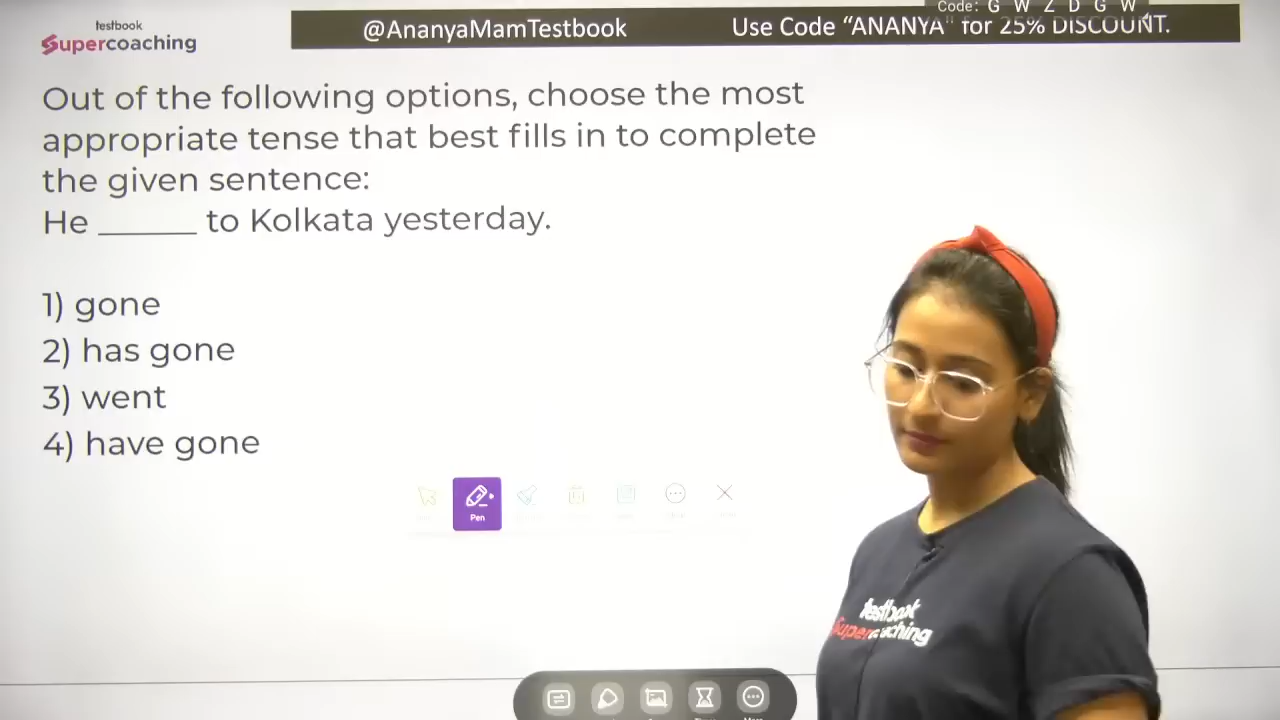 Code: G W Z D G W
testbook
Supercoaching
@AnanyaMamTestbook
Use Code “ANANYA” for 25% DISCOUNT.
Out of the following options, choose the most
appropriate tense that best fills in to complete
the given sentence:
He ______ to Kolkata yesterday.
1) gone
2) has gone
3) went
4) have gone
Pen
testbook
Supercoaching